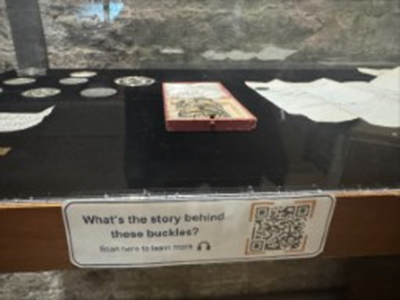 What's the story behind
these buckles?
Scan here to learn more